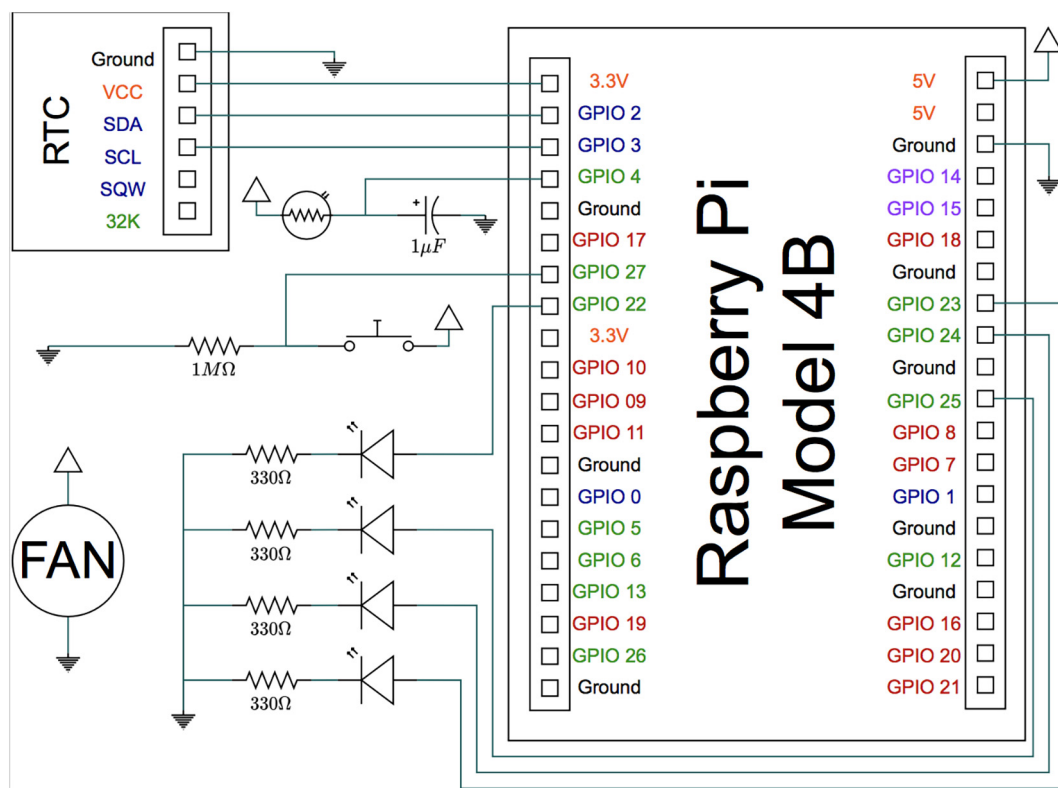 RTC
Ground
VCC
SDA
SCL
SQW
32K
+
1μF
1MΩ
330Ω
330Ω
330Ω
330Ω
FAN
Raspberry Pi
Model 4B
3.3V
GPIO 2
GPIO 3
GPIO 4
Ground
GPIO 17
GPIO 27
GPIO 22
3.3V
GPIO 10
GPIO 09
GPIO 11
Ground
GPIO 0
GPIO 5
GPIO 6
GPIO 13
GPIO 19
GPIO 26
Ground
5V
5V
Ground
GPIO 14
GPIO 15
GPIO 18
Ground
GPIO 23
GPIO 24
Ground
GPIO 25
GPIO 8
GPIO 7
GPIO 1
Ground
GPIO 12
Ground
GPIO 16
GPIO 20
GPIO 21